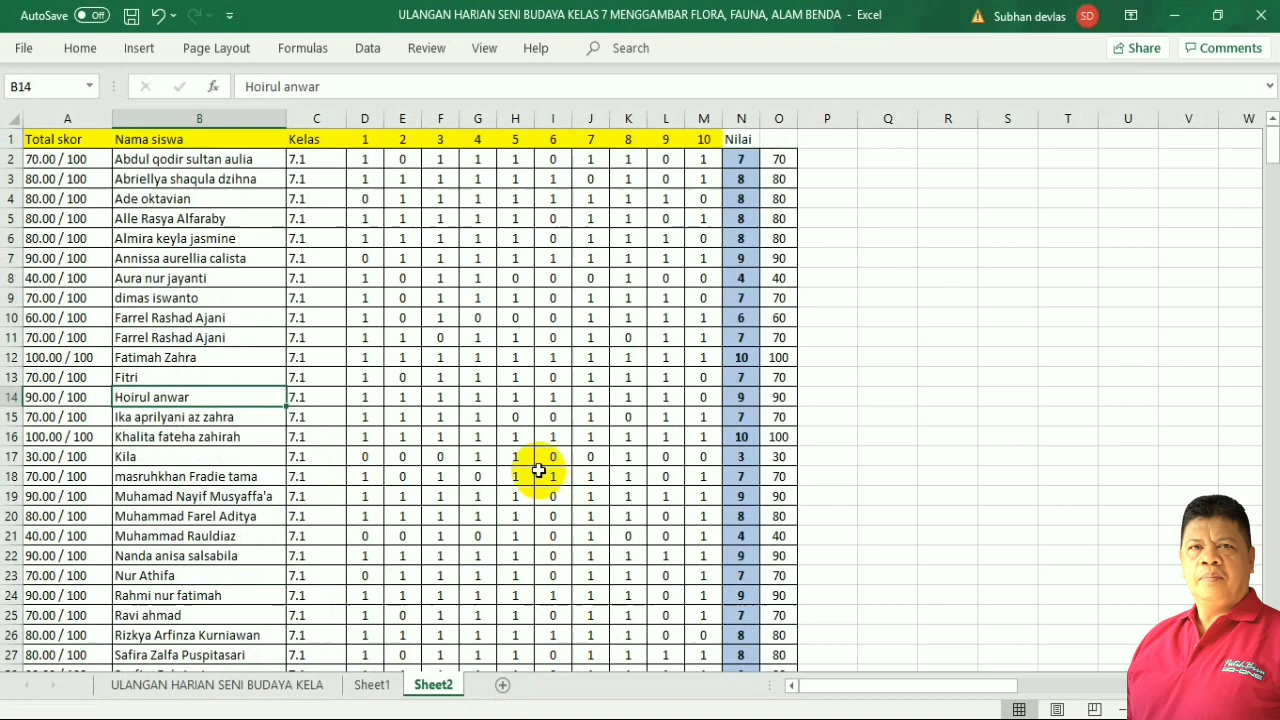 AutoSave Off ULANGAN HARIAN SENI BUDAYA KELAS 7 MENGGAMBAR FLORA, FAUNA, ALAM BENDA - Excel Subhan devlas SD
File Home Insert Page Layout Formulas Data Review View Help Search Share Comments
B14 fx Hoirul anwar
A B C D E F G H I J K L M N O P Q R S T U V W
1 Total skor Nama siswa Kelas 1 2 3 4 5 6 7 8 9 10 Nilai
2 70.00 / 100 Abdul qodir sultan aulia 7.1 1 0 1 1 1 0 1 1 0 1 7 70
3 80.00 / 100 Abriellya shaqula dzihna 7.1 1 1 1 1 1 1 0 1 0 1 8 80
4 80.00 / 100 Ade oktavian 7.1 0 1 1 1 1 1 1 1 1 0 8 80
5 80.00 / 100 Alle Rasya Alfaraby 7.1 1 1 1 1 1 0 1 1 0 1 8 80
6 80.00 / 100 Almira keyla jasmine 7.1 1 1 1 1 1 0 1 1 1 0 8 80
7 90.00 / 100 Annissa aurellia calista 7.1 0 1 1 1 1 1 1 1 1 1 9 90
8 40.00 / 100 Aura nur jayanti 7.1 1 0 1 1 0 0 0 1 0 0 4 40
9 70.00 / 100 dimas iswanto 7.1 1 0 1 1 1 0 1 1 0 1 7 70
10 60.00 / 100 Farrel Rashad Ajani 7.1 1 0 1 0 0 0 1 1 1 1 6 60
11 70.00 / 100 Farrel Rashad Ajani 7.1 1 1 0 1 1 0 1 0 1 1 7 70
12 100.00 / 100 Fatimah Zahra 7.1 1 1 1 1 1 1 1 1 1 1 10 100
13 70.00 / 100 Fitri 7.1 1 0 1 1 1 0 1 1 1 0 7 70
14 90.00 / 100 Hoirul anwar 7.1 1 1 1 1 1 1 1 1 1 0 9 90
15 70.00 / 100 Ika aprilyani az zahra 7.1 1 1 1 1 0 0 1 0 1 1 7 70
16 100.00 / 100 Khalita fateha zahirah 7.1 1 1 1 1 1 1 1 1 1 1 10 100
17 30.00 / 100 Kila 7.1 0 0 0 1 1 0 0 1 0 0 3 30
18 70.00 / 100 masruhkhan Fradie tama 7.1 1 0 1 0 1 1 1 1 0 1 7 70
19 90.00 / 100 Muhamad Nayif Musyaffa'a 7.1 1 1 1 1 1 0 1 1 1 1 9 90
20 80.00 / 100 Muhammad Farel Aditya 7.1 1 1 1 1 1 0 1 1 0 1 8 80
21 40.00 / 100 Muhammad Rauldiaz 7.1 0 0 1 0 1 0 1 0 0 1 4 40
22 90.00 / 100 Nanda anisa salsabila 7.1 1 1 1 1 1 0 1 1 1 1 9 90
23 70.00 / 100 Nur Athifa 7.1 0 1 1 1 1 0 1 1 0 1 7 70
24 90.00 / 100 Rahmi nur fatimah 7.1 1 1 1 1 1 1 1 1 0 1 9 90
25 70.00 / 100 Ravi ahmad 7.1 1 0 1 1 1 0 1 1 0 1 7 70
26 80.00 / 100 Rizkya Arfinza Kurniawan 7.1 1 1 1 1 1 1 1 1 0 0 8 80
27 80.00 / 100 Safira Zalfa Puspitasari 7.1 1 0 1 1 1 0 1 1 1 1 8 80
ULANGAN HARIAN SENI BUDAYA KELA Sheet1 Sheet2